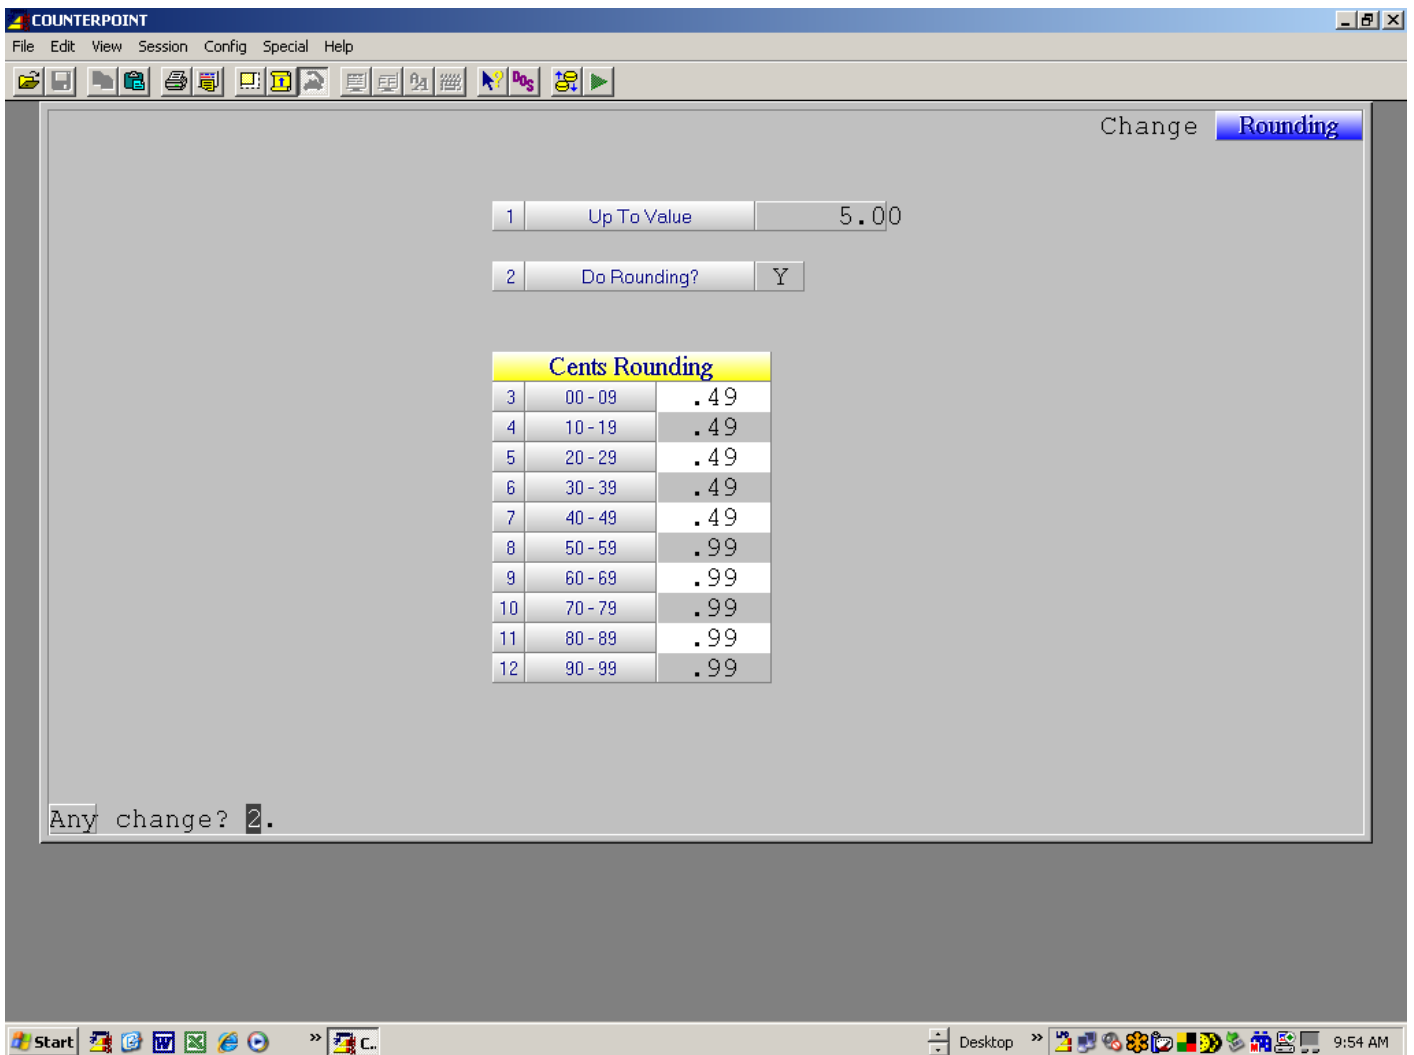 COUNTERPOINT
File Edit View Session Config Special Help
DOS
Change Rounding
1 Up To Value 5.00
2 Do Rounding? Y
Cents Rounding
3 00-09 .49
4 10-19 .49
5 20-29 .49
6 30-39 .49
7 40-49 .49
8 50-59 .99
9 60-69 .99
10 70-79 .99
11 80-89 .99
12 90-99 .99
Any change? 2.
Start » C.. Desktop » 9:54 AM